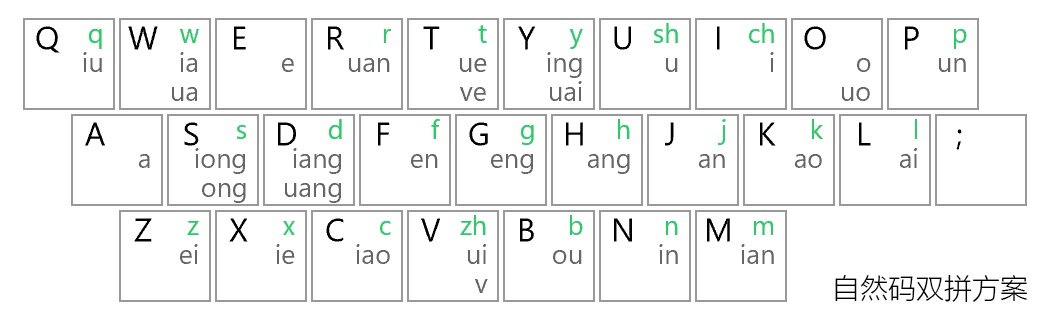 Q q W w E R r T t Y y U sh I ch O P p
iu ia e uan ue ing u i o un
ua ve uai uo
A S s D d F f G g H h J j K k L l ;
a iong iang en eng ang an ao ai
ong uang
Z z X x C c V zh B b N n M m
ei ie iao ui ou in ian
v
自然码双拼方案